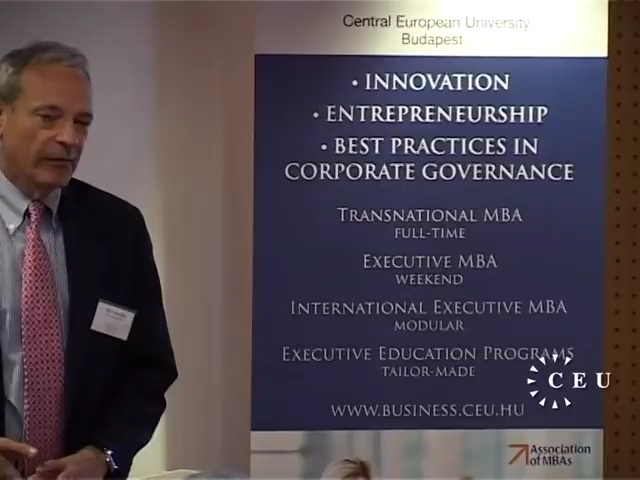 Central European University
Budapest
• INNOVATION
• ENTREPRENEURSHIP
• BEST PRACTICES IN
CORPORATE GOVERNANCE
TRANSNATIONAL MBA
FULL-TIME
EXECUTIVE MBA
WEEKEND
INTERNATIONAL EXECUTIVE MBA
MODULAR
EXECUTIVE EDUCATION PROGRAMS
TAILOR-MADE
CEU
WWW.BUSINESS.CEU.HU
Association
of MBAs